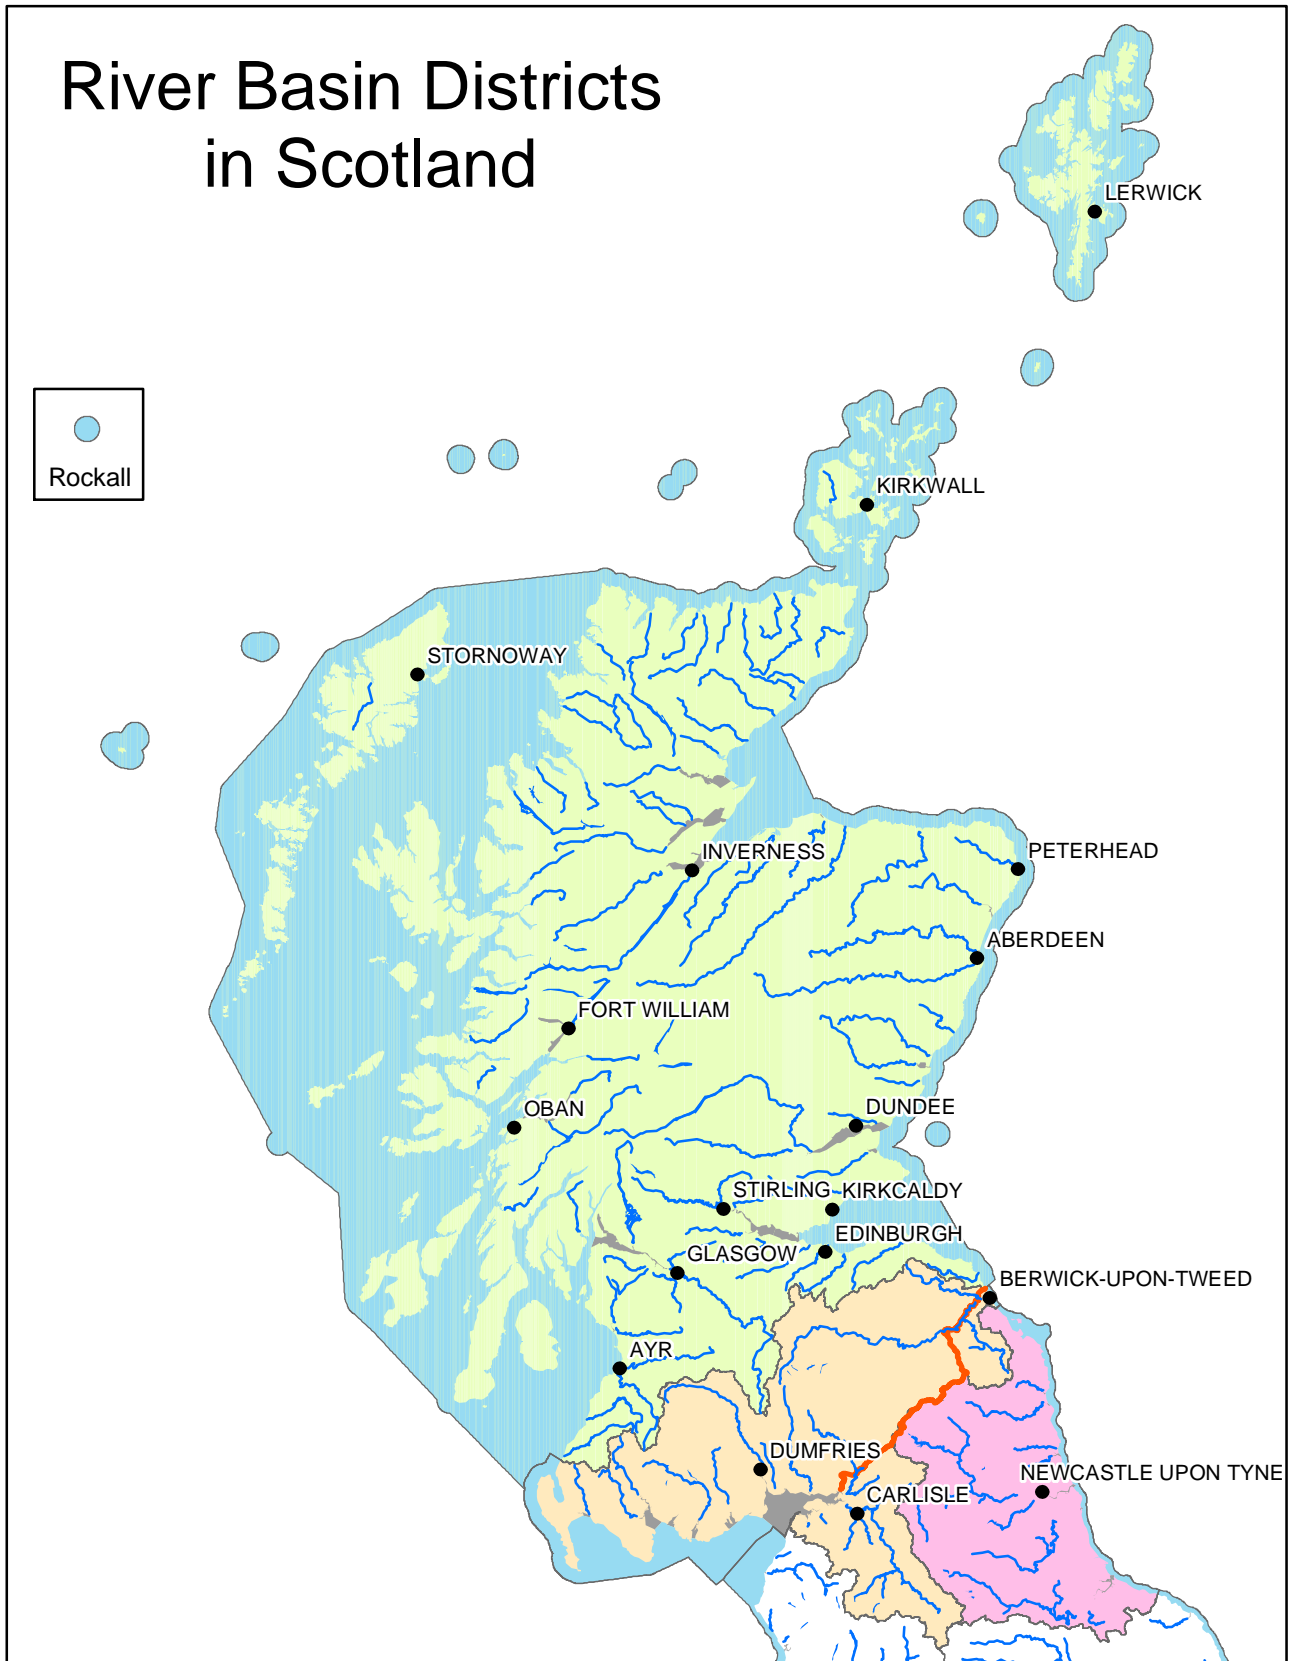 River Basin Districts
in Scotland
LERWICK
Rockall
KIRKWALL
STORNOWAY
INVERNESS
PETERHEAD
ABERDEEN
FORT WILLIAM
OBAN
DUNDEE
STIRLING
KIRKCALDY
EDINBURGH
GLASGOW
BERWICK-UPON-TWEED
AYR
DUMFRIES
NEWCASTLE UPON TYNE
CARLISLE